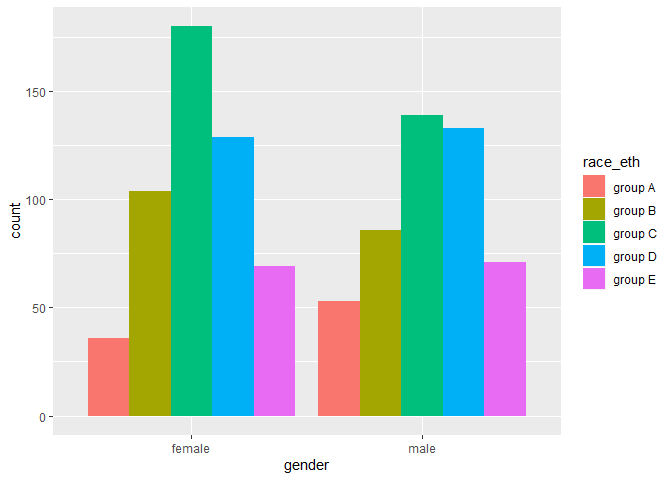 150
100
50
0
count
female
male
gender
race_eth
group A
group B
group C
group D
group E